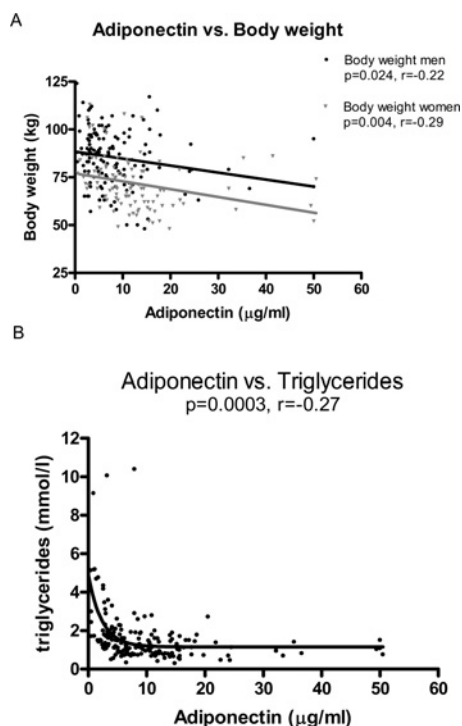 A
Adiponectin vs. Body weight
Body weight men
p=0.024, r=-0.22
Body weight women
p=0.004, r=-0.29
Body weight (kg)
125
100
75
50
25
0 10 20 30 40 50 60
Adiponectin (μg/ml)
B
Adiponectin vs. Triglycerides
p=0.0003, r=-0.27
triglycerides (mmol/l)
12
10
8
6
4
2
0
0 10 20 30 40 50 60
Adiponectin (μg/ml)